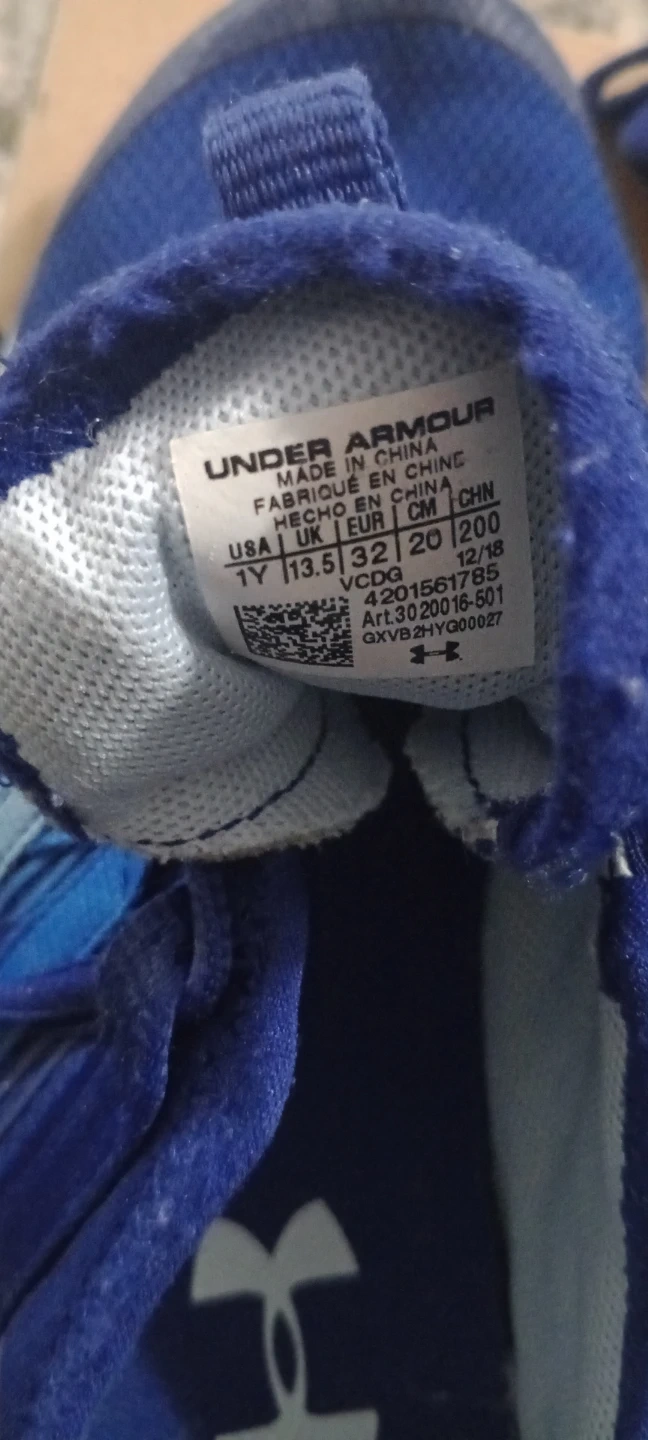 UNDER ARMOUR
MADE IN CHINA
FABRIQUÉ EN CHINE
HECHO EN CHINA
USA UK EUR CM CHN
1Y 13.5 32 20 200
VCDG 12/18
4201561785
Art.3020016-501
GXVB2HYG00027